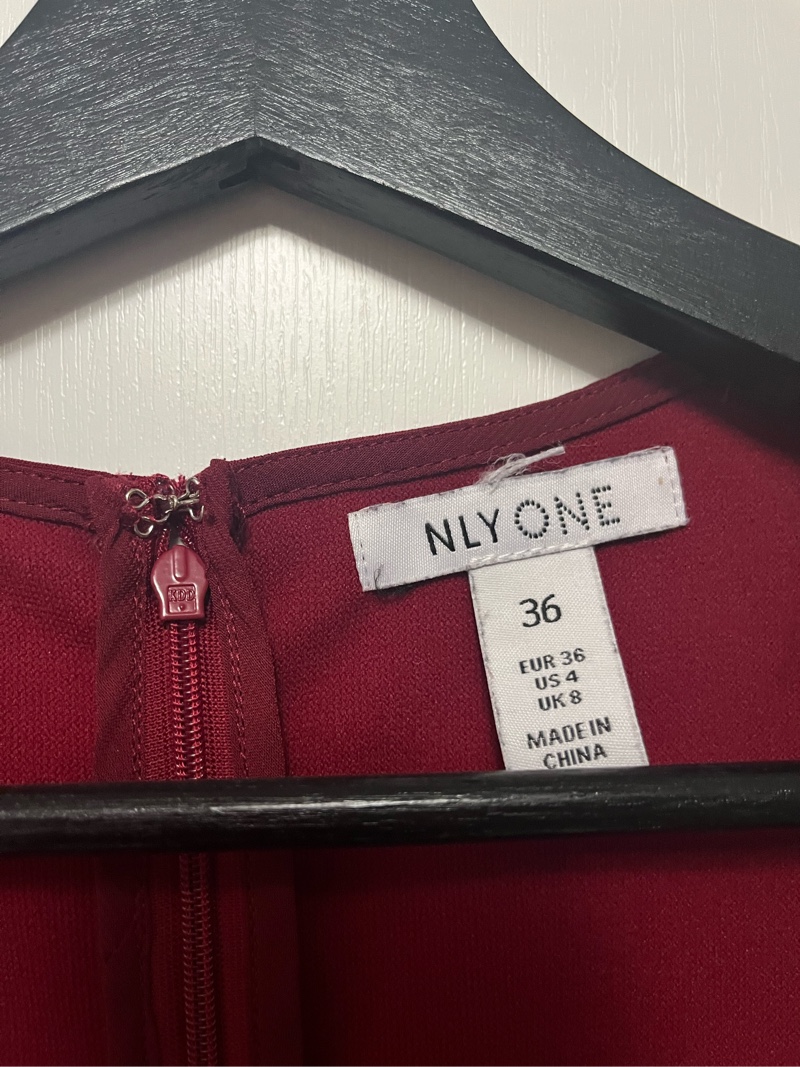 NLY ONE
36
EUR 36
US 4
UK 8
MADE IN
CHINA